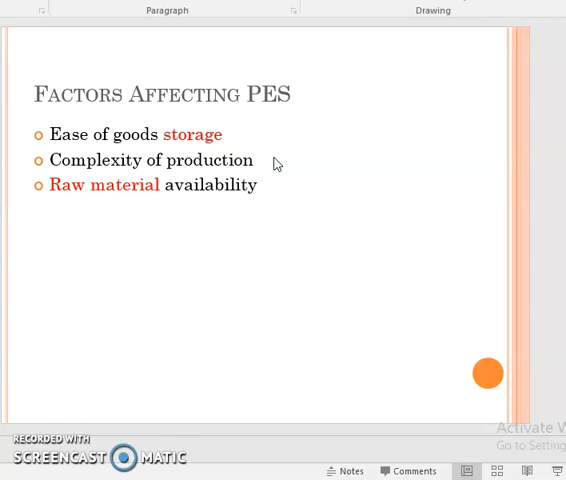 Paragraph
Drawing
FACTORS AFFECTING PES
Ease of goods storage
Complexity of production
Raw material availability
Activate W
Go to Setting
RECORDED WITH
SCREENCAST MATIC
Notes
Comments